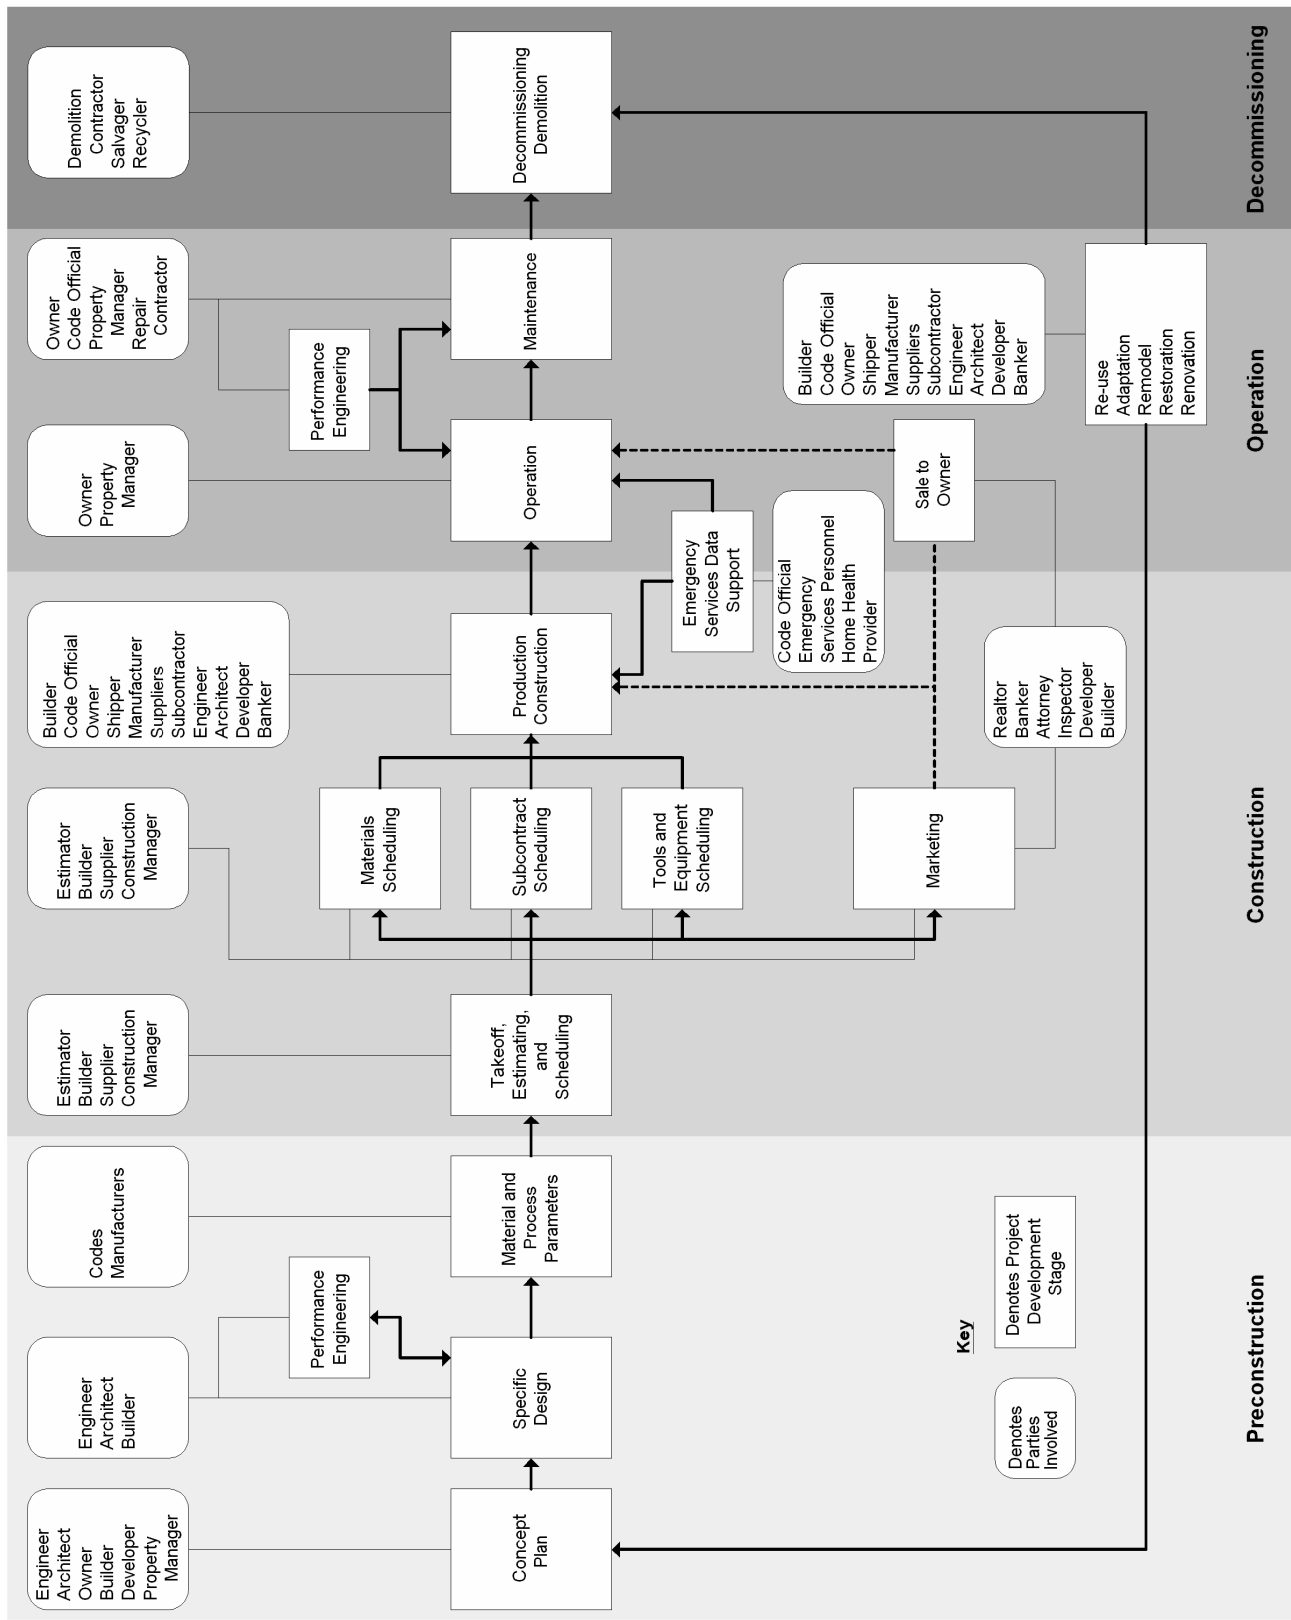 Engineer
Architect
Owner
Builder
Developer
Property
Manager
Engineer
Architect
Builder
Codes
Manufacturers
Estimator
Builder
Supplier
Construction
Manager
Estimator
Builder
Supplier
Construction
Manager
Builder
Code Official
Owner
Shipper
Manufacturer
Suppliers
Subcontractor
Engineer
Architect
Developer
Banker
Owner
Property
Manager
Owner
Code Official
Property
Manager
Repair
Contractor
Demolition
Contractor
Salvager
Recycler
Performance
Engineering
Performance
Engineering
Concept
Plan
Specific
Design
Material and
Process
Parameters
Takeoff,
Estimating,
and
Scheduling
Materials
Scheduling
Subcontract
Scheduling
Tools and
Equipment
Scheduling
Production
Construction
Operation
Maintenance
Decommissioning
Demolition
Emergency
Services Data
Support
Code Official
Emergency
Services Personnel
Home Health
Provider
Builder
Code Official
Owner
Shipper
Manufacturer
Suppliers
Subcontractor
Engineer
Architect
Developer
Banker
Marketing
Sale to
Owner
Realtor
Banker
Attorney
Inspector
Developer
Builder
Re-use
Adaptation
Remodel
Restoration
Renovation
Key
Denotes
Parties
Involved
Denotes Project
Development
Stage
Preconstruction
Construction
Operation
Decommissioning